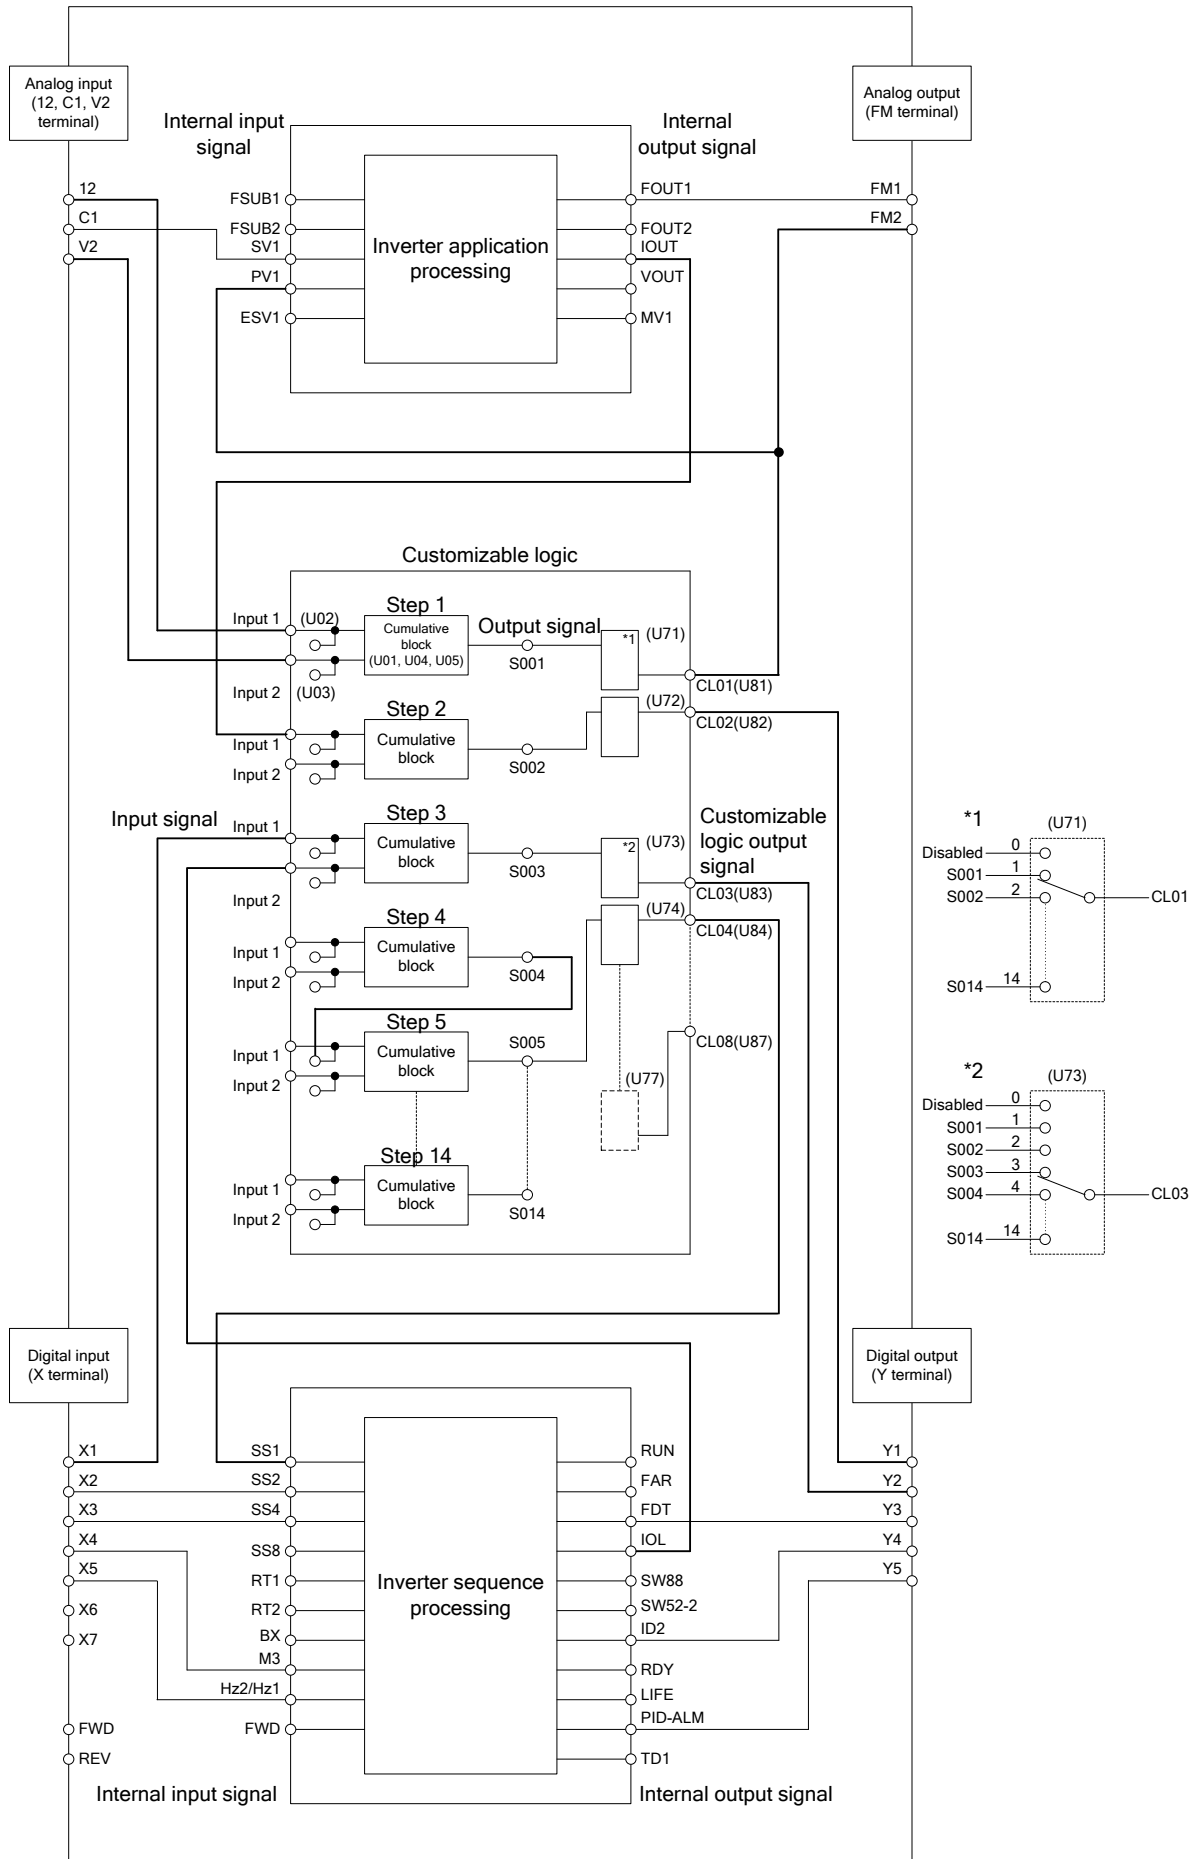 Analog input
(12, C1, V2
terminal)
Analog output
(FM terminal)
Internal input
signal
Internal
output signal
12
C1
V2
FSUB1
FSUB2
SV1
PV1
ESV1
Inverter application
processing
FOUT1
FOUT2
IOUT
VOUT
MV1
FM1
FM2
Customizable logic
Input 1
(U02)
Step 1
Cumulative
block
(U01, U04, U05)
Output signal
S001
*1
(U71)
CL01(U81)
Input 2
(U03)
Step 2
Input 1
Input 2
Cumulative
block
S002
(U72)
CL02(U82)
Input signal
Input 1
Step 3
Cumulative
block
S003
*2
(U73)
Customizable
logic output
signal
CL03(U83)
Input 2
Step 4
Input 1
Input 2
Cumulative
block
S004
(U74)
CL04(U84)
Step 5
Input 1
Input 2
Cumulative
block
S005
CL08(U87)
(U77)
Step 14
Input 1
Input 2
Cumulative
block
S014
*1
(U71)
Disabled 0
S001 1
S002 2
CL01
S014 14
*2
(U73)
Disabled 0
S001 1
S002 2
S003 3
S004 4
CL03
S014 14
Digital input
(X terminal)
Digital output
(Y terminal)
X1
X2
X3
X4
X5
X6
X7
FWD
REV
SS1
SS2
SS4
SS8
RT1
RT2
BX
M3
Hz2/Hz1
FWD
Inverter sequence
processing
RUN
FAR
FDT
IOL
SW88
SW52-2
ID2
RDY
LIFE
PID-ALM
TD1
Y1
Y2
Y3
Y4
Y5
Internal input signal
Internal output signal